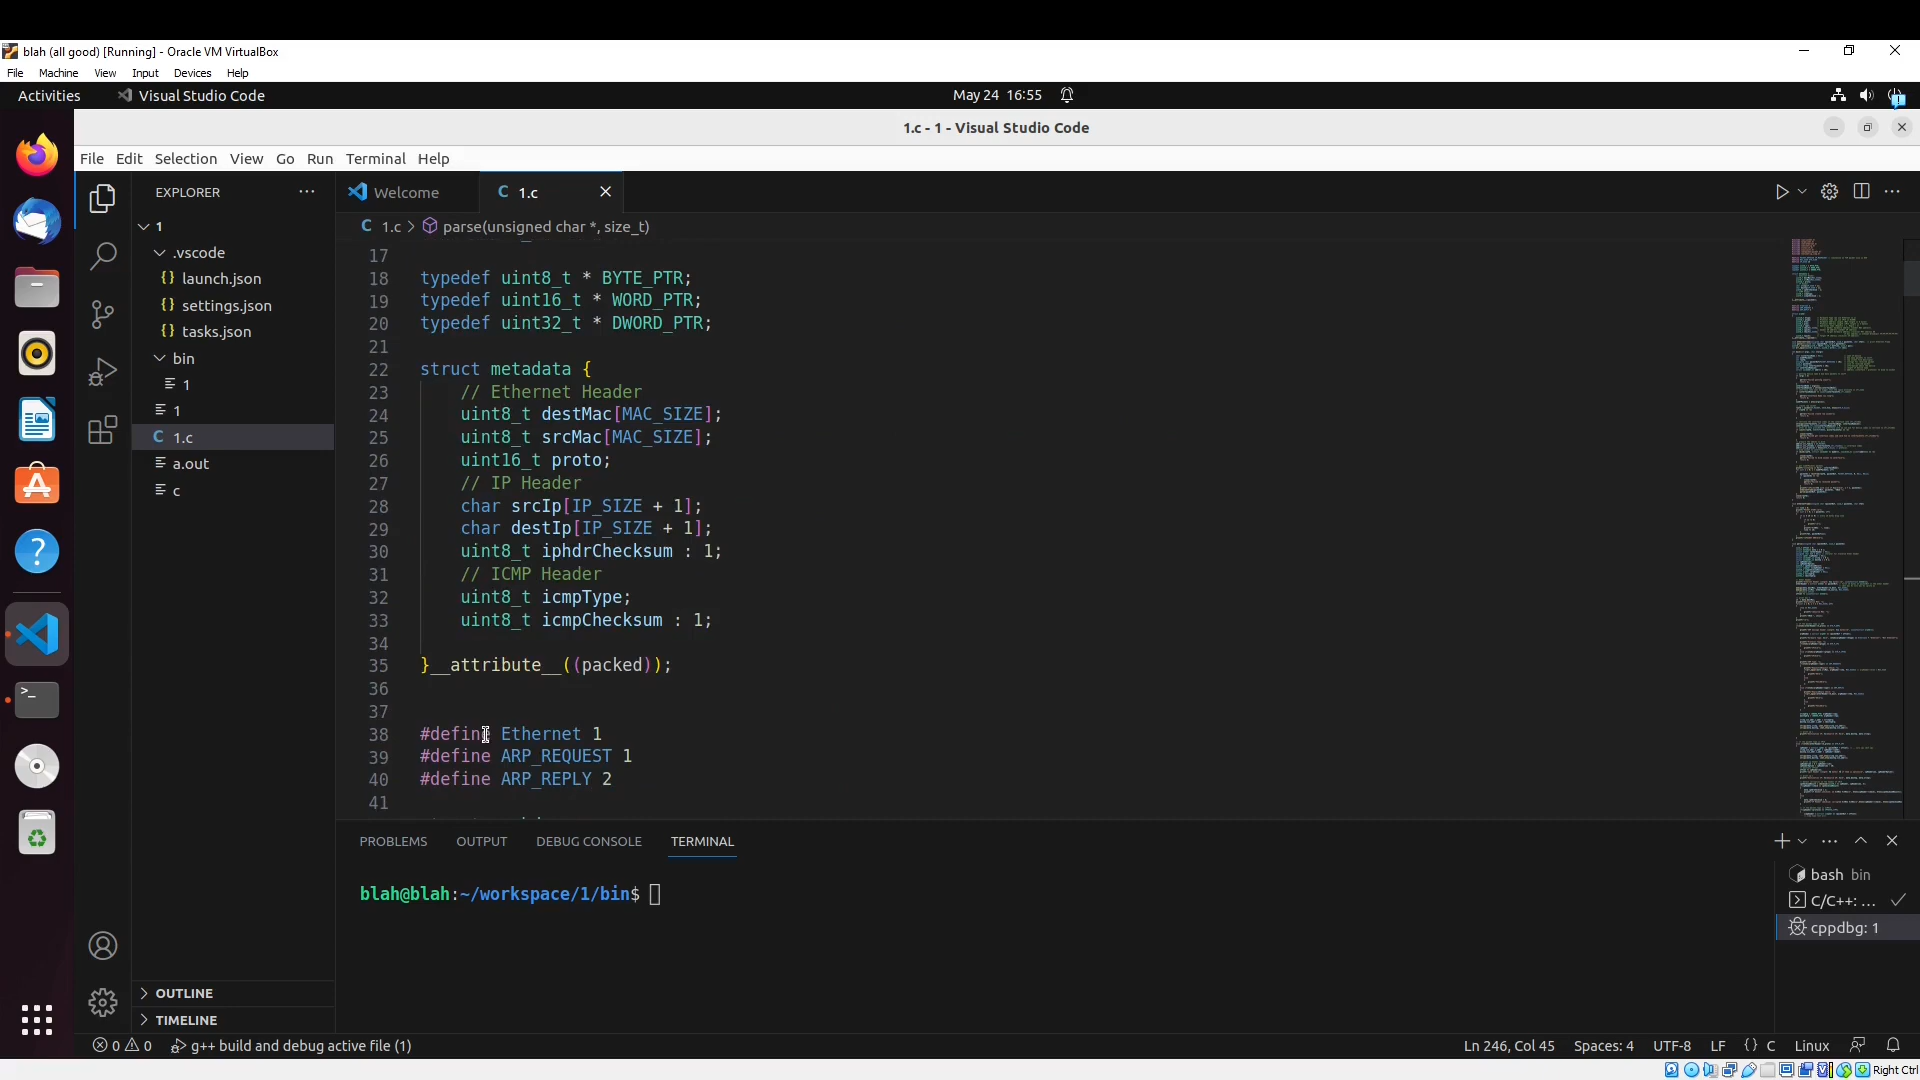 blah (all good) [Running] - Oracle VM VirtualBox
File Machine View Input Devices Help
Activities Visual Studio Code May 24 16:55
1.c - 1 - Visual Studio Code
File Edit Selection View Go Run Terminal Help
EXPLORER
1
.vscode
launch.json
settings.json
tasks.json
bin
1
1
C 1.c
a.out
c
OUTLINE
TIMELINE
Welcome C 1.c
C 1.c > parse(unsigned char *, size_t)
17
18 typedef uint8_t * BYTE_PTR;
19 typedef uint16_t * WORD_PTR;
20 typedef uint32_t * DWORD_PTR;
21
22 struct metadata {
23 // Ethernet Header
24 uint8_t destMac[MAC_SIZE];
25 uint8_t srcMac[MAC_SIZE];
26 uint16_t proto;
27 // IP Header
28 char srcIp[IP_SIZE + 1];
29 char destIp[IP_SIZE + 1];
30 uint8_t iphdrChecksum : 1;
31 // ICMP Header
32 uint8_t icmpType;
33 uint8_t icmpChecksum : 1;
34
35 }__attribute__((packed));
36
37
38 #define Ethernet 1
39 #define ARP_REQUEST 1
40 #define ARP_REPLY 2
41
PROBLEMS OUTPUT DEBUG CONSOLE TERMINAL
blah@blah:~/workspace/1/bin$
bash bin
C/C++: ...
cppdbg: 1
0 0 g++ build and debug active file (1) Ln 246, Col 45 Spaces: 4 UTF-8 LF {} C Linux
Right Ctrl